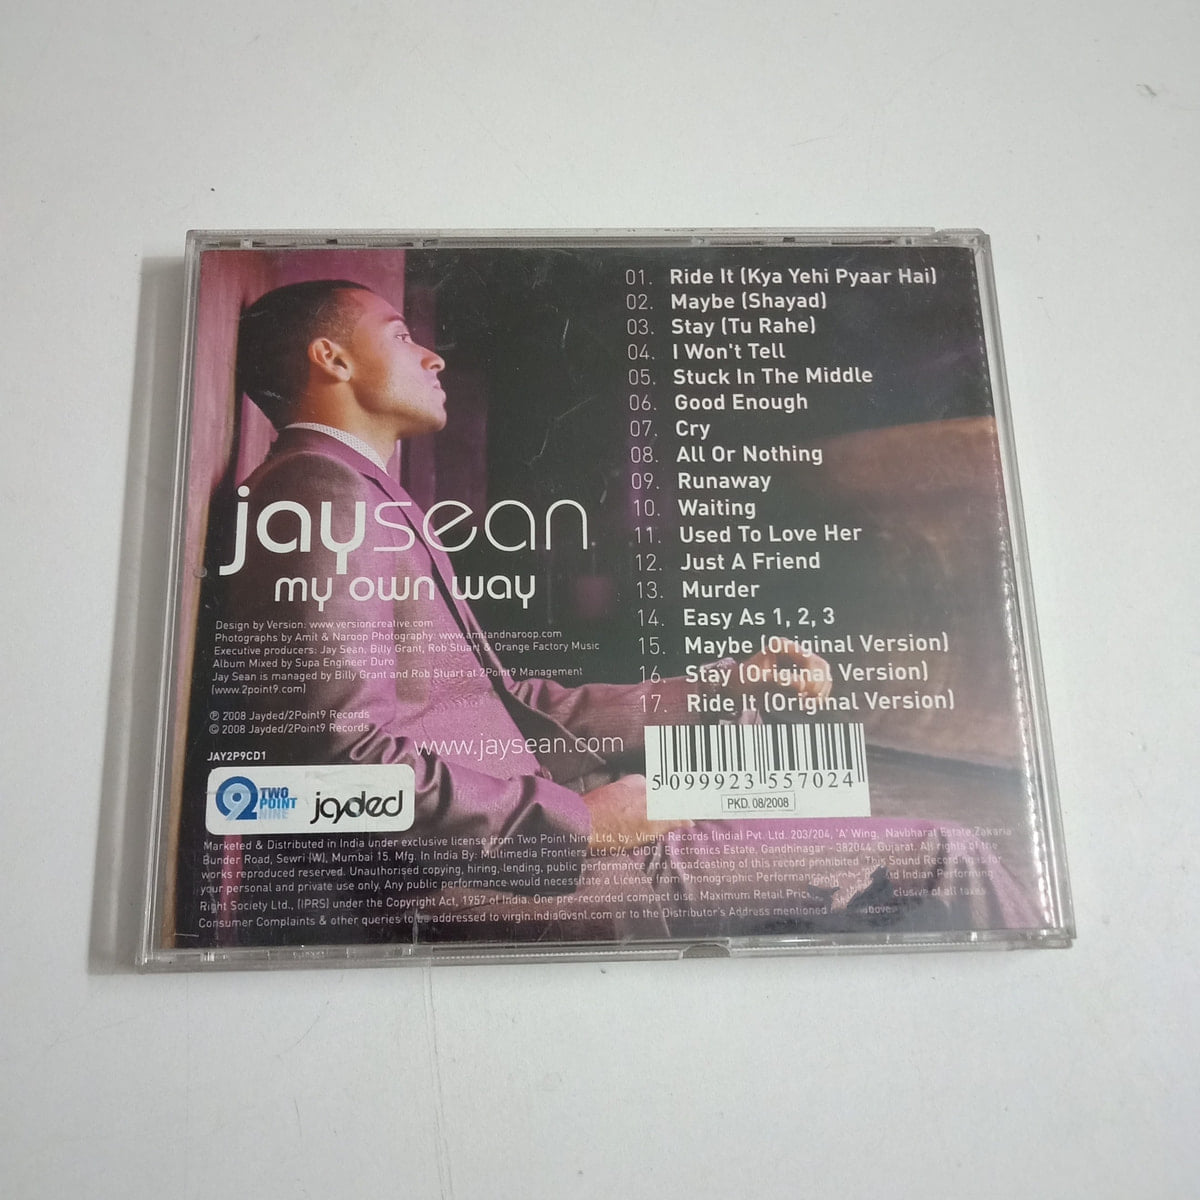 01. Ride It (Kya Yehi Pyaar Hai)
02. Maybe (Shayad)
03. Stay (Tu Rahe)
04. I Won't Tell
05. Stuck In The Middle
06. Good Enough
07. Cry
08. All Or Nothing
09. Runaway
10. Waiting
11. Used To Love Her
12. Just A Friend
13. Murder
14. Easy As 1, 2, 3
15. Maybe (Original Version)
16. Stay (Original Version)
17. Ride It (Original Version)
jaysean
my own way
Design by Version: www.versioncreative.com
Photographs by Amit & Naroop Photography: www.amitandnaroop.com
Executive producers: Jay Sean, Billy Grant, Rob Stuart & Orange Factory Music
Album Mixed by Supa Engineer Duro
Jay Sean is managed by Billy Grant and Rob Stuart at 2Point9 Management
(www.2point9.com)
℗ 2008 Jayded/2Point9 Records
© 2008 Jayded/2Point9 Records
www.jaysean.com
JAY2P9CD1
29 TWO POINT NINE
jayded
5 099923 557024
PKD. 08/2008
Marketed & Distributed in India under exclusive license from Two Point Nine Ltd. by: Virgin Records (India) Pvt. Ltd. 203/204, 'A' Wing, Navbharat Estate, Zakaria
Bunder Road, Sewri (W), Mumbai 15. Mfg. In India By: Multimedia Frontiers Ltd C/6, GIDC, Electronics Estate, Gandhinagar - 382044, Gujarat. All rights of the
works reproduced reserved. Unauthorised copying, hiring, lending, public performance and broadcasting of this record prohibited. This Sound Recording is for
your personal and private use only. Any public performance would necessitate a License from Phonographic Performance Indian Performing
Right Society Ltd., (IPRS) under the Copyright Act, 1957 of India. One pre-recorded compact disc. Maximum Retail Price of all taxes
Consumer Complaints & other queries to be addressed to virgin.india@vsnl.com or to the Distributor's Address mentioned above